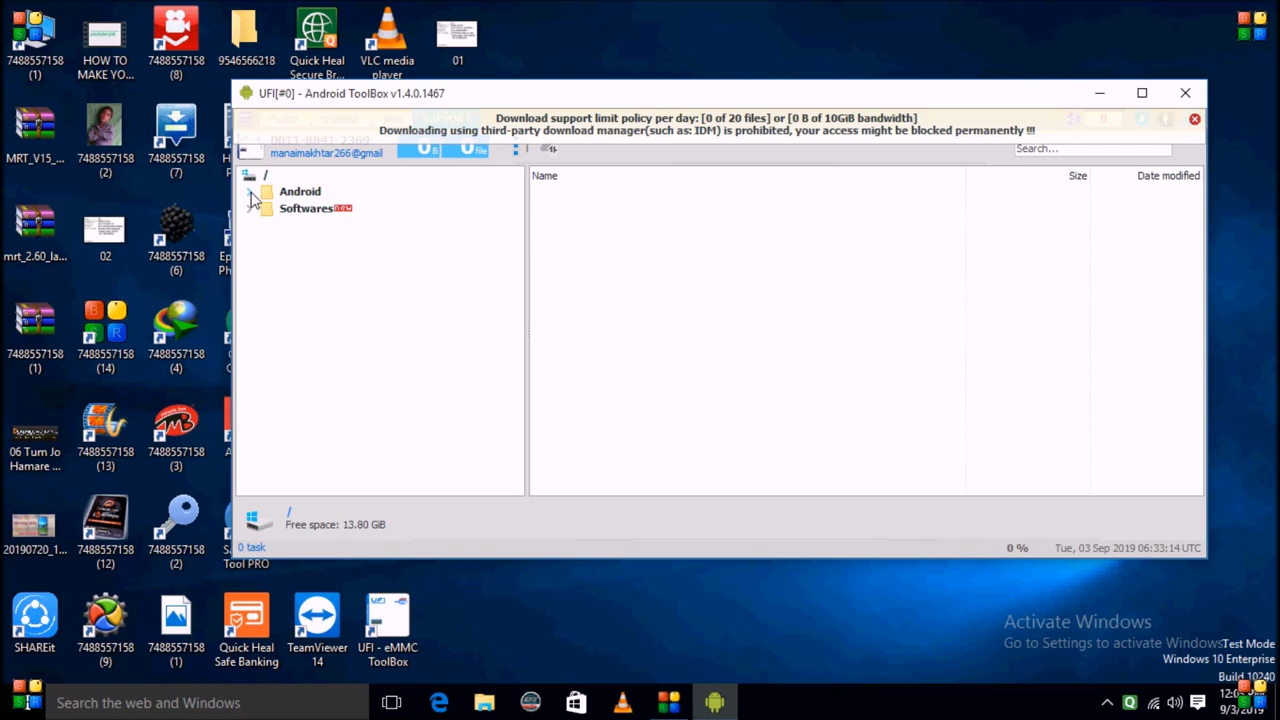 7488557158
(1)
HOW TO
MAKE YO...
7488557158
(8)
9546566218
Quick Heal
Secure Br...
VLC media
player
01
MRT_V15_...
7488557158
(2)
7488557158
(7)
mrt_2.60_la...
02
7488557158
(6)
7488557158
(1)
7488557158
(14)
7488557158
(4)
06 Tum Jo
Hamare ...
7488557158
(13)
7488557158
(3)
20190720_1...
7488557158
(12)
7488557158
(2)
Tool PRO
SHAREit
7488557158
(9)
7488557158
(1)
Quick Heal
Safe Banking
TeamViewer
14
UFI - eMMC
ToolBox
UFI[#0] - Android ToolBox v1.4.0.1467
Download support limit policy per day: [0 of 20 files] or [0 B of 10GiB bandwidth]
Downloading using third-party download manager(such as: IDM) is prohibited, your access might be blocked permanently !!!
manaimakhtar266@gmail
Search...
/
Android
Softwares new
Name
Size
Date modified
/
Free space: 13.80 GiB
0 task
0 %
Tue, 03 Sep 2019 06:33:14 UTC
Activate Windows
Go to Settings to activate Windows
Test Mode
Windows 10 Enterprise
Build 10240
Search the web and Windows
9/3/2019